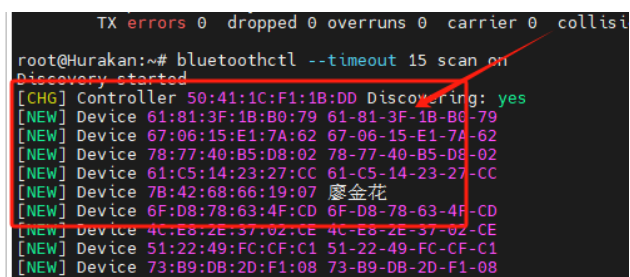 TX errors 0 dropped 0 overruns 0 carrier 0 collisi
root@Hurakan:~# bluetoothctl --timeout 15 scan on
Discovery started
[CHG] Controller 50:41:1C:F1:1B:DD Discovering: yes
[NEW] Device 61:81:3F:1B:B0:79 61-81-3F-1B-B0-79
[NEW] Device 67:06:15:E1:7A:62 67-06-15-E1-7A-62
[NEW] Device 78:77:40:B5:D8:02 78-77-40-B5-D8-02
[NEW] Device 61:C5:14:23:27:CC 61-C5-14-23-27-CC
[NEW] Device 7B:42:68:66:19:07 廖金花
[NEW] Device 6F:D8:78:63:4F:CD 6F-D8-78-63-4F-CD
[NEW] Device 4C:E8:2E:37:02:CE 4C-E8-2E-37-02-CE
[NEW] Device 51:22:49:FC:CF:C1 51-22-49-FC-CF-C1
[NEW] Device 73:B9:DB:2D:F1:08 73-B9-DB-2D-F1-08